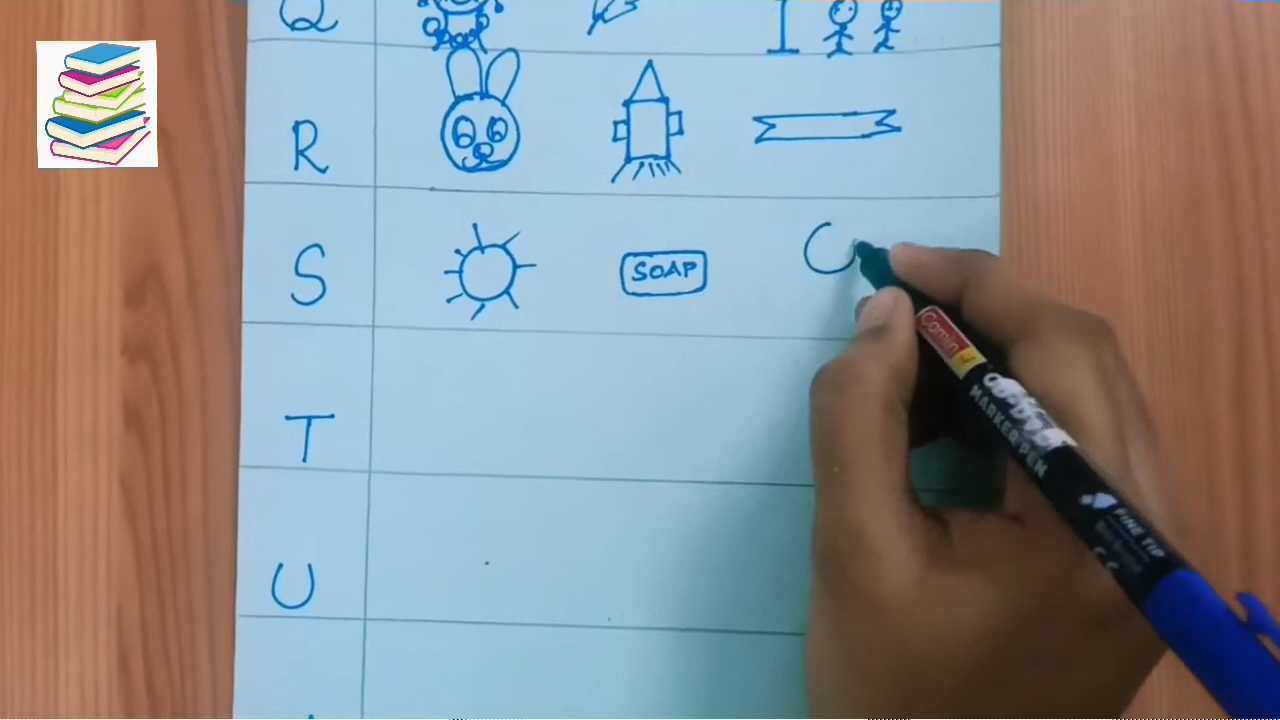 Q
R
S
SOAP
T
U
Camlin
MARKER PEN
FINE TIP